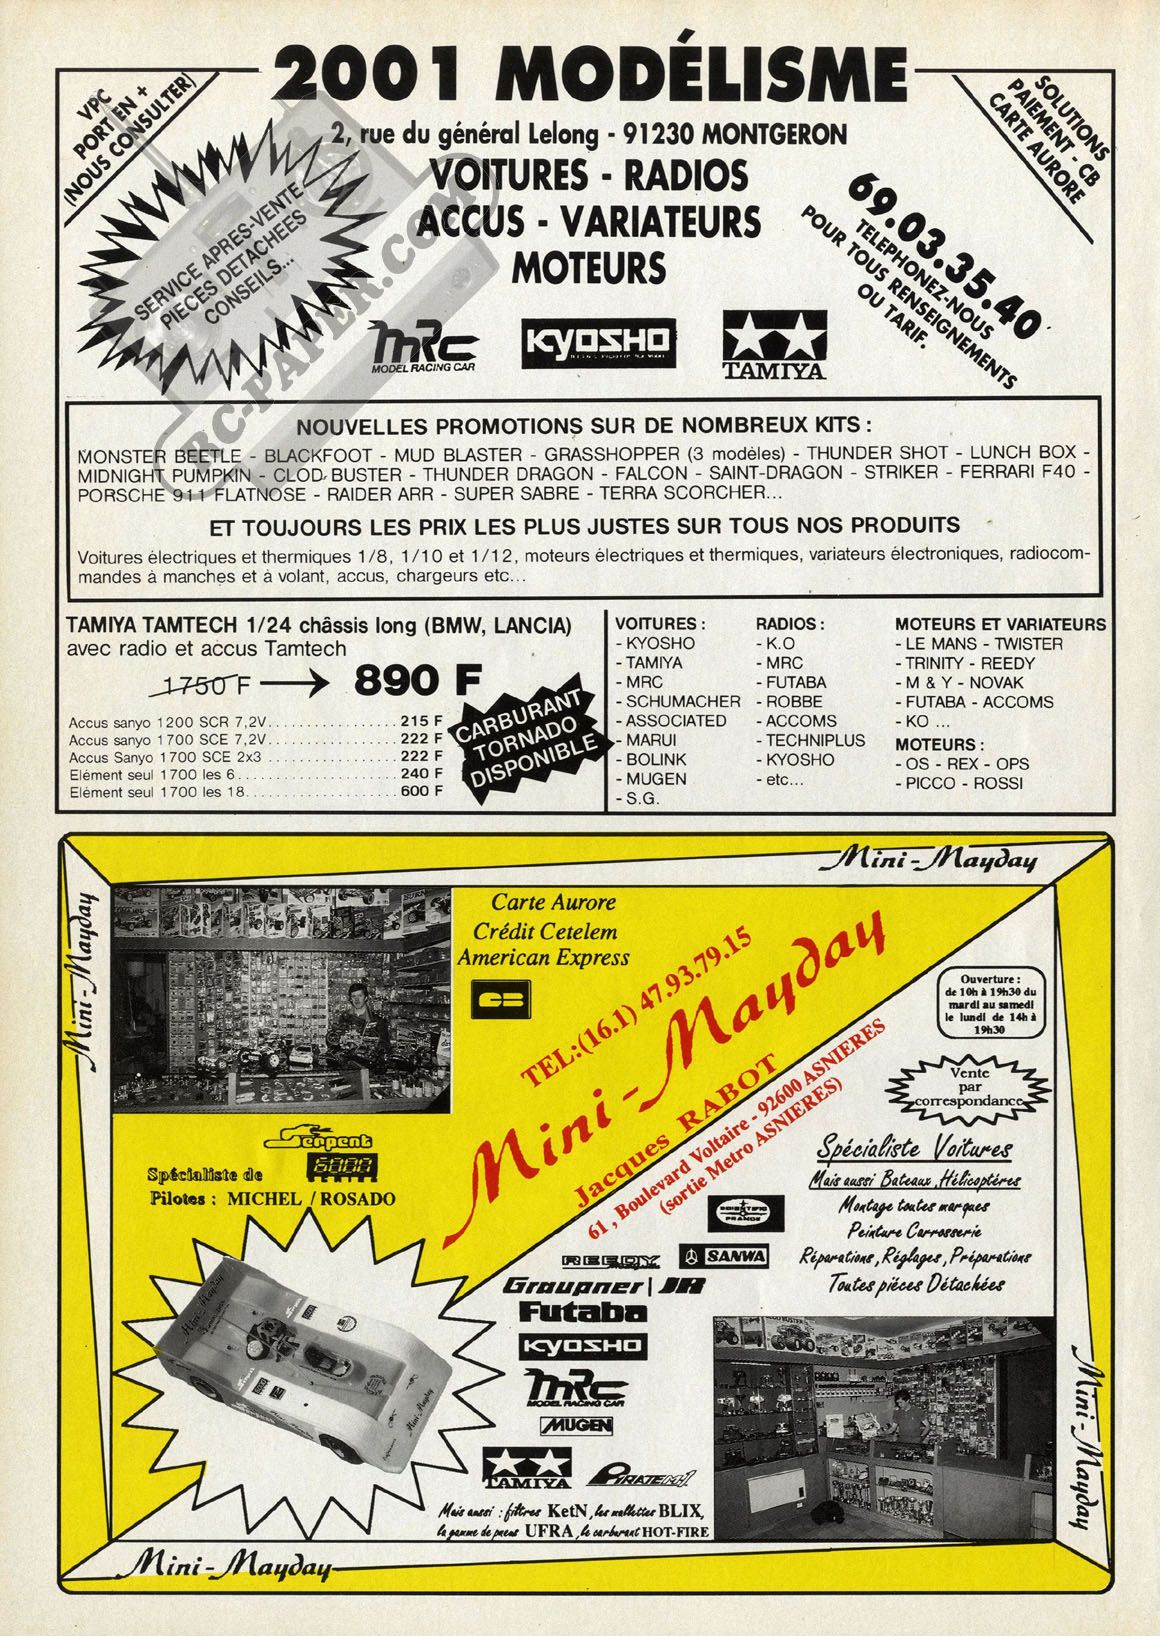 2001 MODÉLISME
VPC
PORT EN +
(NOUS CONSULTER)
SOLUTIONS
PAIEMENT - CB
CARTE AURORE
2, rue du général Lelong - 91230 MONTGERON
VOITURES - RADIOS
ACCUS - VARIATEURS
MOTEURS
SERVICE APRES-VENTE
PIECES DETACHEES
CONSEILS...
69.03.35.40
TELEPHONEZ-NOUS
POUR TOUS RENSEIGNEMENTS
OU TARIF.
RC-PAPER.COM
MRC
MODEL RACING CAR
KYOSHO
TAMIYA
NOUVELLES PROMOTIONS SUR DE NOMBREUX KITS :
MONSTER BEETLE - BLACKFOOT - MUD BLASTER - GRASSHOPPER (3 modèles) - THUNDER SHOT - LUNCH BOX -
MIDNIGHT PUMPKIN - CLOD BUSTER - THUNDER DRAGON - FALCON - SAINT-DRAGON - STRIKER - FERRARI F40 -
PORSCHE 911 FLATNOSE - RAIDER ARR - SUPER SABRE - TERRA SCORCHER...
ET TOUJOURS LES PRIX LES PLUS JUSTES SUR TOUS NOS PRODUITS
Voitures électriques et thermiques 1/8, 1/10 et 1/12, moteurs électriques et thermiques, variateurs électroniques, radiocom-
mandes à manches et à volant, accus, chargeurs etc...
TAMIYA TAMTECH 1/24 châssis long (BMW, LANCIA)
avec radio et accus Tamtech
1750 F → 890 F
Accus sanyo 1200 SCR 7,2V................ 215 F
Accus sanyo 1700 SCE 7,2V................ 222 F
Accus Sanyo 1700 SCE 2x3................. 222 F
Elément seul 1700 les 6.................... 240 F
Elément seul 1700 les 18................... 600 F
CARBURANT
TORNADO
DISPONIBLE
VOITURES :
- KYOSHO
- TAMIYA
- MRC
- SCHUMACHER
- ASSOCIATED
- MARUI
- BOLINK
- MUGEN
- S.G.
RADIOS :
- K.O
- MRC
- FUTABA
- ROBBE
- ACCOMS
- TECHNIPLUS
- KYOSHO
- etc...
MOTEURS ET VARIATEURS
- LE MANS - TWISTER
- TRINITY - REEDY
- M & Y - NOVAK
- FUTABA - ACCOMS
- KO ...
MOTEURS :
- OS - REX - OPS
- PICCO - ROSSI
Mini-Mayday
Mini-Mayday
Carte Aurore
Crédit Cetelem
American Express
CB
TEL:(16.1) 47.93.79.15
Mini-Mayday
Jacques RABOT
61, Boulevard Voltaire - 92600 ASNIERES
(sortie Metro ASNIERES)
Ouverture :
de 10h à 19h30 du
mardi au samedi
le lundi de 14h à
19h30
Vente
par
correspondance
Serpent
Spécialiste de
Pilotes : MICHEL / ROSADO
Spécialiste Voitures
Mais aussi Bateaux, Hélicoptéres
Montage toutes marques
Peinture Carrosserie
Réparations, Réglages, Préparations
Toutes piéces Détachées
SCIENTIFIC
FRANCE
REEDY
SANWA
Graupner | JR
Futaba
KYOSHO
MRC
MODEL RACING CAR
MUGEN
TAMIYA
PIRATE M-1
Mais aussi : filtres KetN, les mallettes BLIX,
la gamme de pneus UFRA, le carburant HOT-FIRE
Mini-Mayday
Mini-Mayday
Mini-Mayday
Mini-Mayday